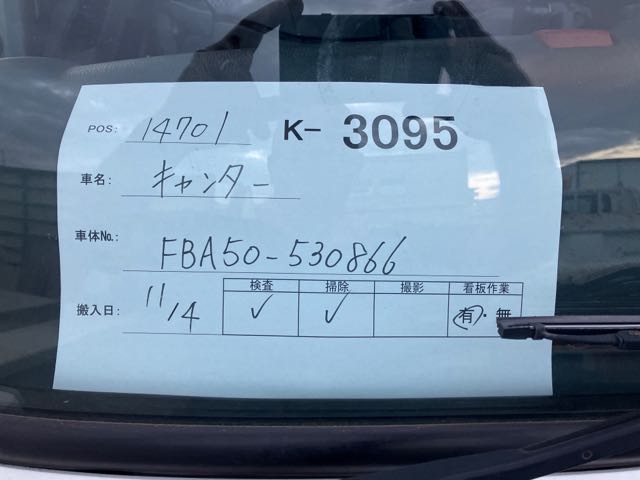 POS: 14701 K- 3095
車名: キャンター
車体No.: FBA50-530866
検査 掃除 撮影 看板作業
搬入日: 11/4 ✓ ✓ 有・無